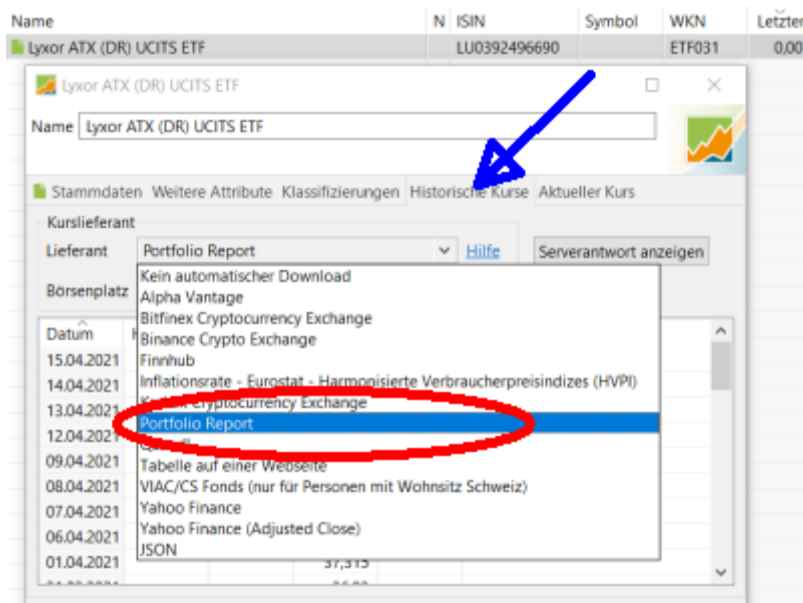 Name N ISIN Symbol WKN Letzter
Lyxor ATX (DR) UCITS ETF LU0392496690 ETF031 0,00
Lyxor ATX (DR) UCITS ETF
Name Lyxor ATX (DR) UCITS ETF
Stammdaten Weitere Attribute Klassifizierungen Historische Kurse Aktueller Kurs
Kurslieferant
Lieferant Portfolio Report Hilfe Serverantwort anzeigen
Kein automatischer Download
Börsenplatz Alpha Vantage
Bitfinex Cryptocurrency Exchange
Datum Binance Crypto Exchange
15.04.2021 Finnhub
14.04.2021 Inflationsrate - Eurostat - Harmonisierte Verbraucherpreisindizes (HVPI)
13.04.2021 Cryptocurrency Exchange
Portfolio Report
12.04.2021
09.04.2021 Tabelle auf einer Webseite
08.04.2021 VIAC/CS Fonds (nur für Personen mit Wohnsitz Schweiz)
07.04.2021 Yahoo Finance
06.04.2021 Yahoo Finance (Adjusted Close)
JSON
01.04.2021 37,315